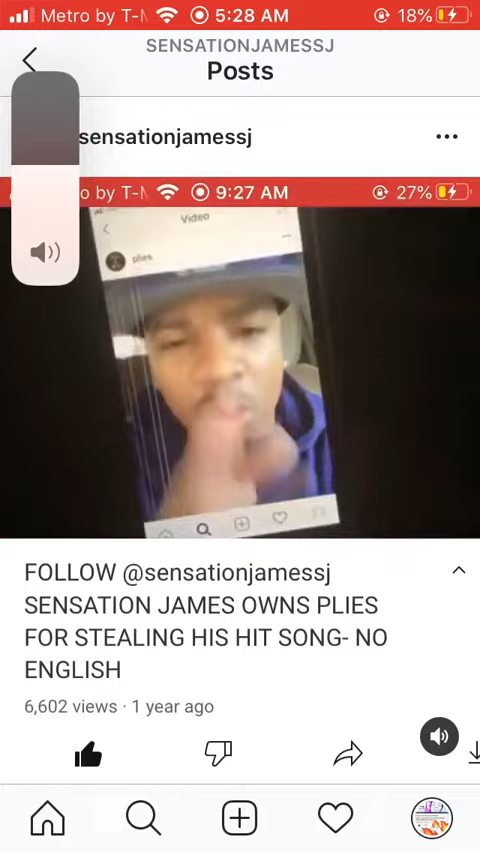 Metro by T-M 5:28 AM 18%
SENSATIONJAMESSJ
Posts
sensationjamessj
o by T-M 9:27 AM 27%
Video
plies
FOLLOW @sensationjamessj
SENSATION JAMES OWNS PLIES
FOR STEALING HIS HIT SONG- NO
ENGLISH
6,602 views · 1 year ago